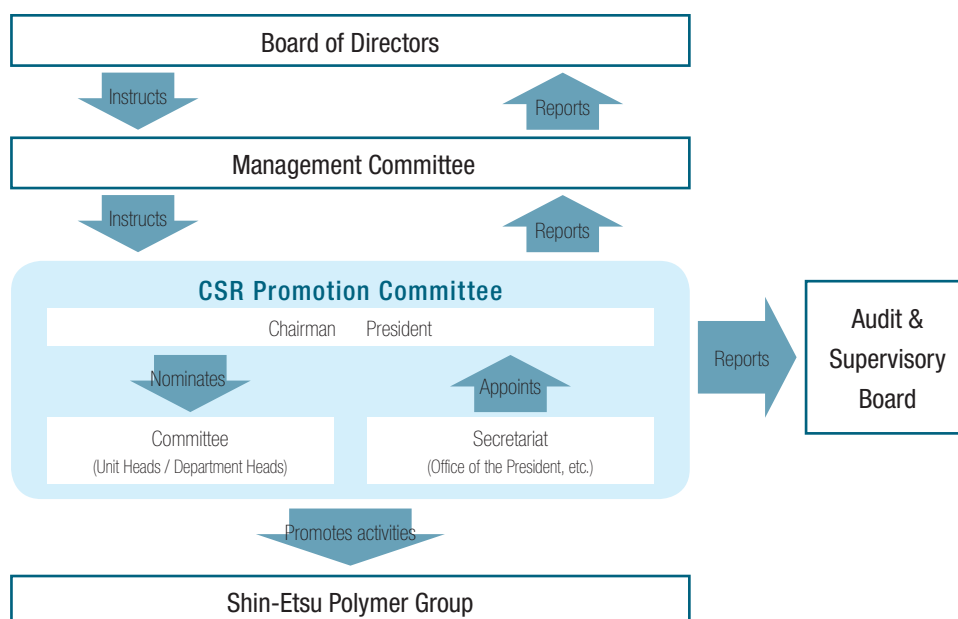 Board of Directors
Instructs
Reports
Management Committee
Instructs
Reports
CSR Promotion Committee
Chairman President
Nominates
Appoints
Committee
(Unit Heads / Department Heads)
Secretariat
(Office of the President, etc.)
Reports
Audit &
Supervisory
Board
Promotes activities
Shin-Etsu Polymer Group